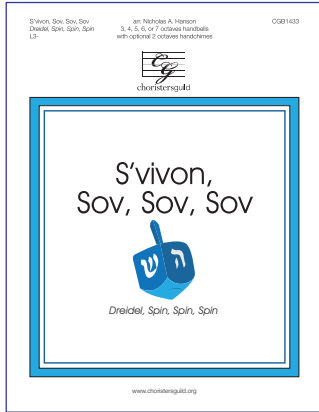 S'vivon, Sov, Sov, Sov
Dreidel, Spin, Spin, Spin
L3-
arr. Nicholas A. Hanson
3, 4, 5, 6, or 7 octaves handbells
with optional 2 octaves handchimes
CGB1433
CG
choristersguild
S'vivon,
Sov, Sov, Sov
ש ה
Dreidel, Spin, Spin, Spin
www.choristersguild.org